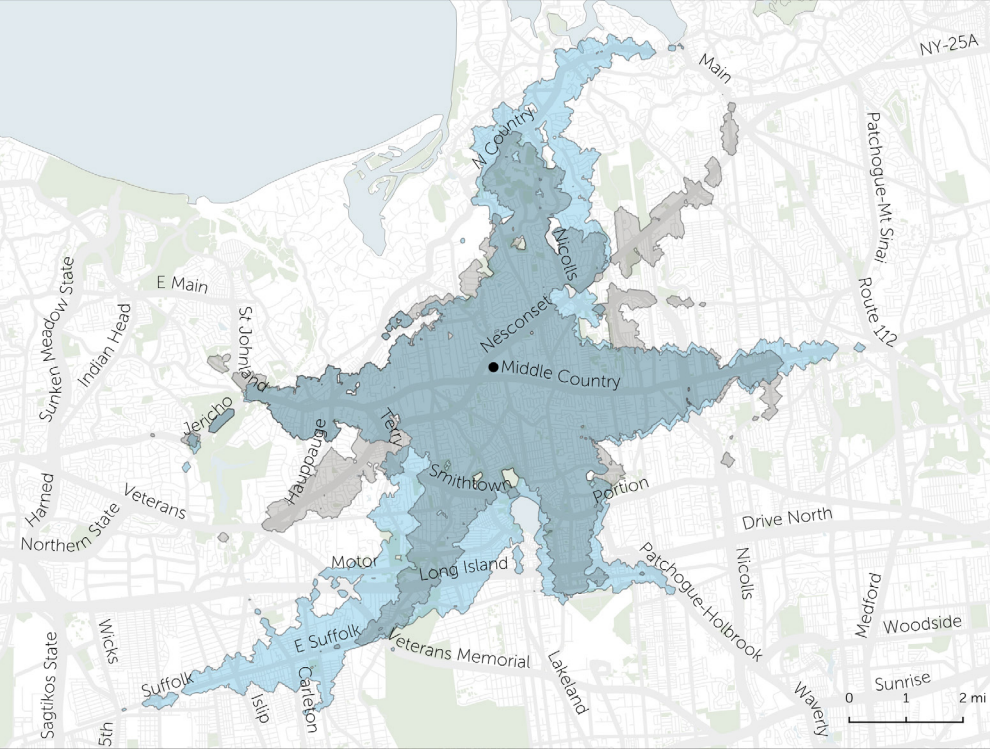 NY-25A
Main
N Country
Patchogue-Mt Sinai
Nicolls
E Main
Sunken Meadow State
Indian Head
St Johnland
Route 112
Nesconset
Middle Country
Jericho
Terry
Hauppauge
Smithtown
Portion
Harned
Veterans
Northern State
Drive North
Motor
Long Island
Patchogue-Holbrook
Nicolls
Medford
Woodside
E Suffolk
Veterans Memorial
Wicks
Sagtikos State
Suffolk
Carleton
Islip
Lakeland
Sunrise
Waverly
5th
0 1 2 mi